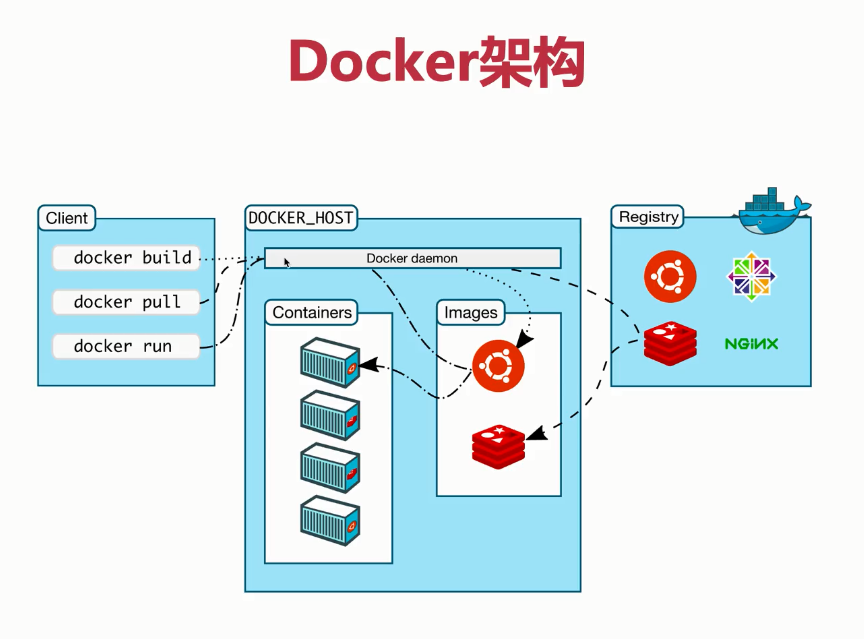 Docker架构
Client
docker build
docker pull
docker run
DOCKER_HOST
Docker daemon
Containers
Images
Registry
NGINX